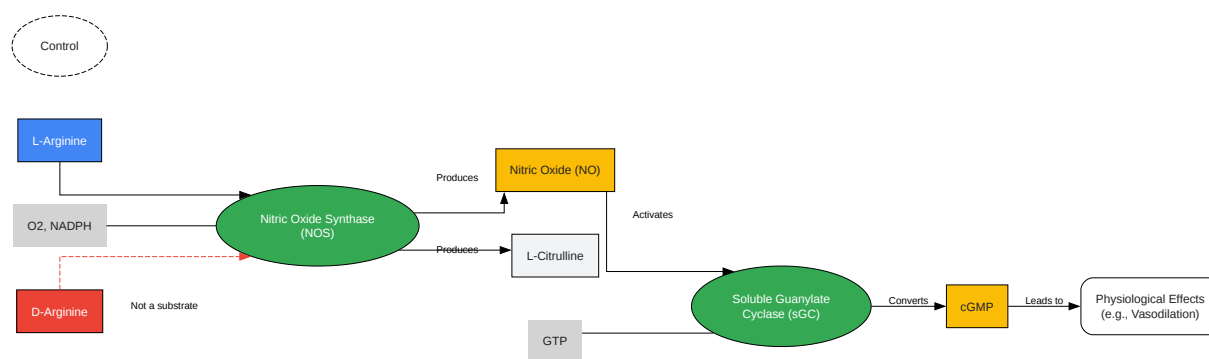 Control
L-Arginine
Nitric Oxide (NO)
Produces
Nitric Oxide Synthase
(NOS)
O2, NADPH
Activates
Produces
L-Citrulline
D-Arginine
Not a substrate
Soluble Guanylate
Cyclase (sGC)
Converts
cGMP
Leads to
Physiological Effects
(e.g., Vasodilation)
GTP